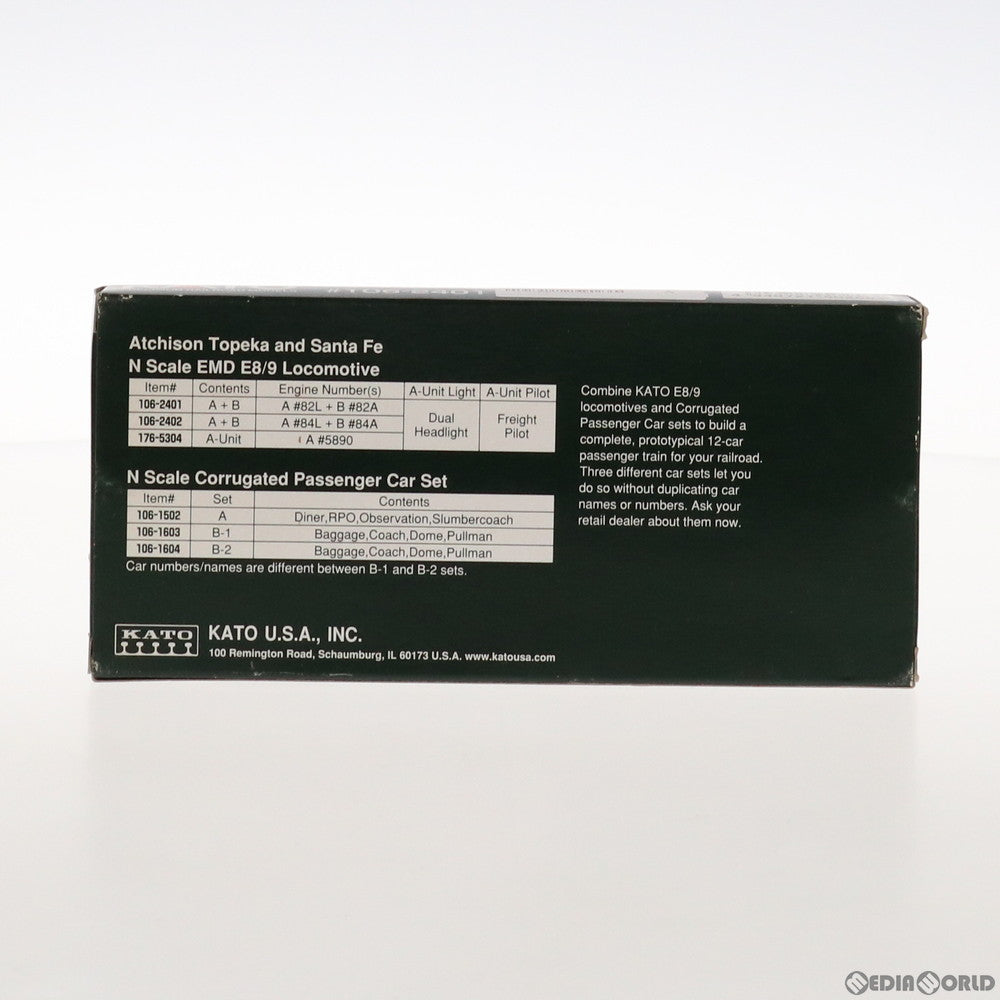 #106-2401
Atchison Topeka and Santa Fe
N Scale EMD E8/9 Locomotive
Item# Contents Engine Number(s) A-Unit Light A-Unit Pilot
106-2401 A + B A #82L + B #82A
106-2402 A + B A #84L + B #84A
176-5304 A-Unit A #5890
Dual
Headlight
Freight
Pilot
N Scale Corrugated Passenger Car Set
Item# Set Contents
106-1502 A Diner,RPO,Observation,Slumbercoach
106-1603 B-1 Baggage,Coach,Dome,Pullman
106-1604 B-2 Baggage,Coach,Dome,Pullman
Car numbers/names are different between B-1 and B-2 sets.
Combine KATO E8/9
locomotives and Corrugated
Passenger Car sets to build a
complete, prototypical 12-car
passenger train for your railroad.
Three different car sets let you
do so without duplicating car
names or numbers. Ask your
retail dealer about them now.
KATO
KATO U.S.A., INC.
100 Remington Road, Schaumburg, IL 60173 U.S.A. www.katousa.com
MEDIAWORLD